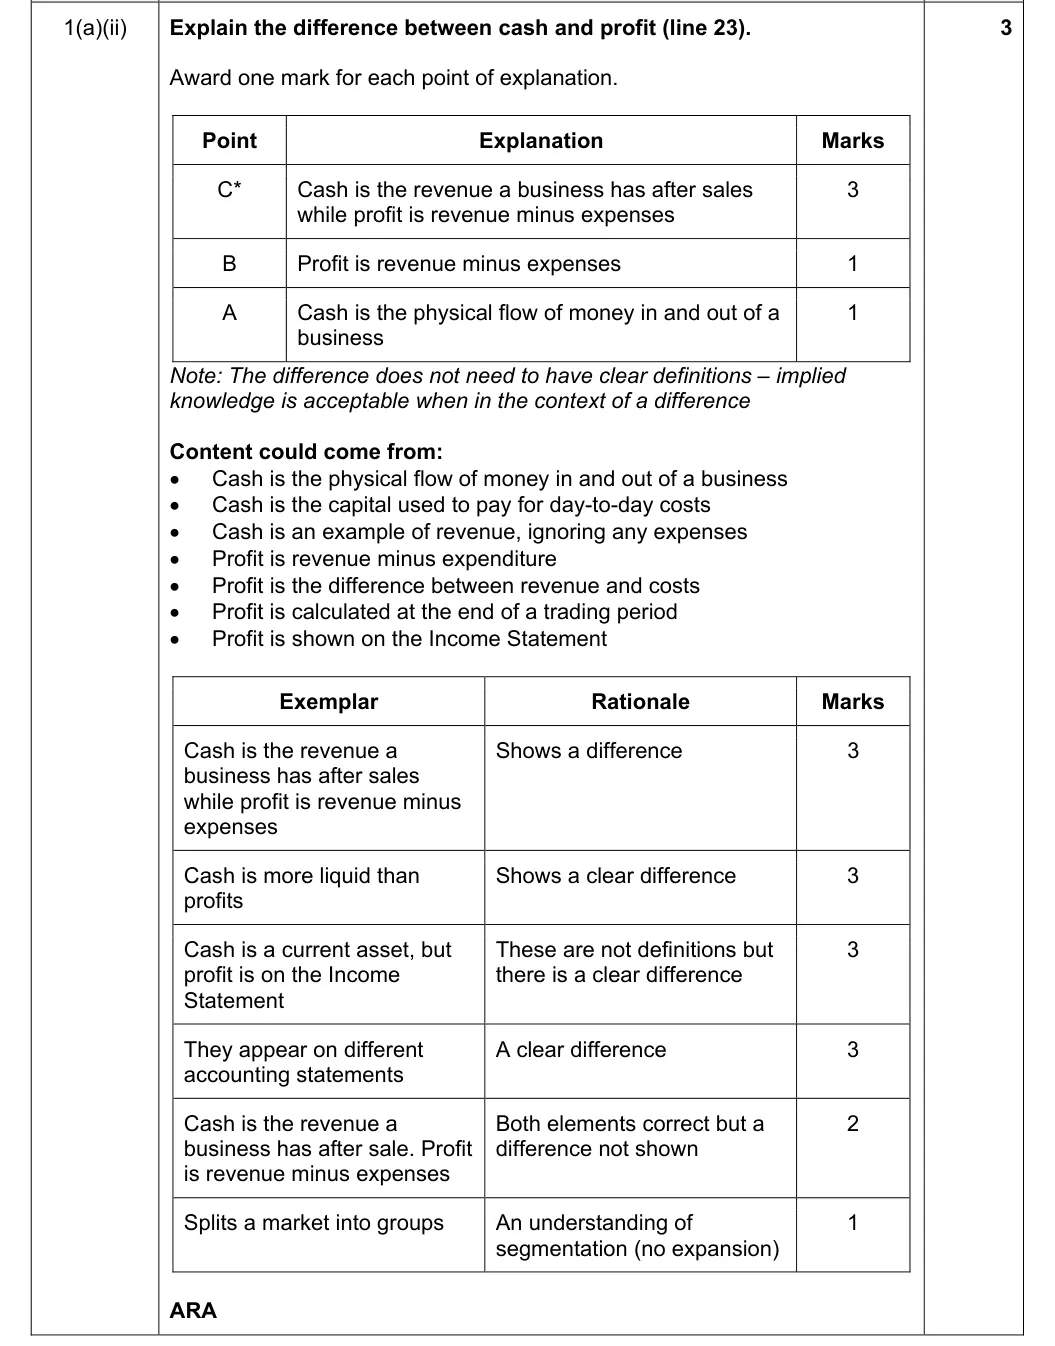 1(a)(ii) Explain the difference between cash and profit (line 23). 3
Award one mark for each point of explanation.
Point Explanation Marks
C* Cash is the revenue a business has after sales 3
while profit is revenue minus expenses
B Profit is revenue minus expenses 1
A Cash is the physical flow of money in and out of a 1
business
Note: The difference does not need to have clear definitions – implied
knowledge is acceptable when in the context of a difference
Content could come from:
• Cash is the physical flow of money in and out of a business
• Cash is the capital used to pay for day-to-day costs
• Cash is an example of revenue, ignoring any expenses
• Profit is revenue minus expenditure
• Profit is the difference between revenue and costs
• Profit is calculated at the end of a trading period
• Profit is shown on the Income Statement
Exemplar Rationale Marks
Cash is the revenue a Shows a difference 3
business has after sales
while profit is revenue minus
expenses
Cash is more liquid than Shows a clear difference 3
profits
Cash is a current asset, but These are not definitions but 3
profit is on the Income there is a clear difference
Statement
They appear on different A clear difference 3
accounting statements
Cash is the revenue a Both elements correct but a 2
business has after sale. Profit difference not shown
is revenue minus expenses
Splits a market into groups An understanding of 1
segmentation (no expansion)
ARA